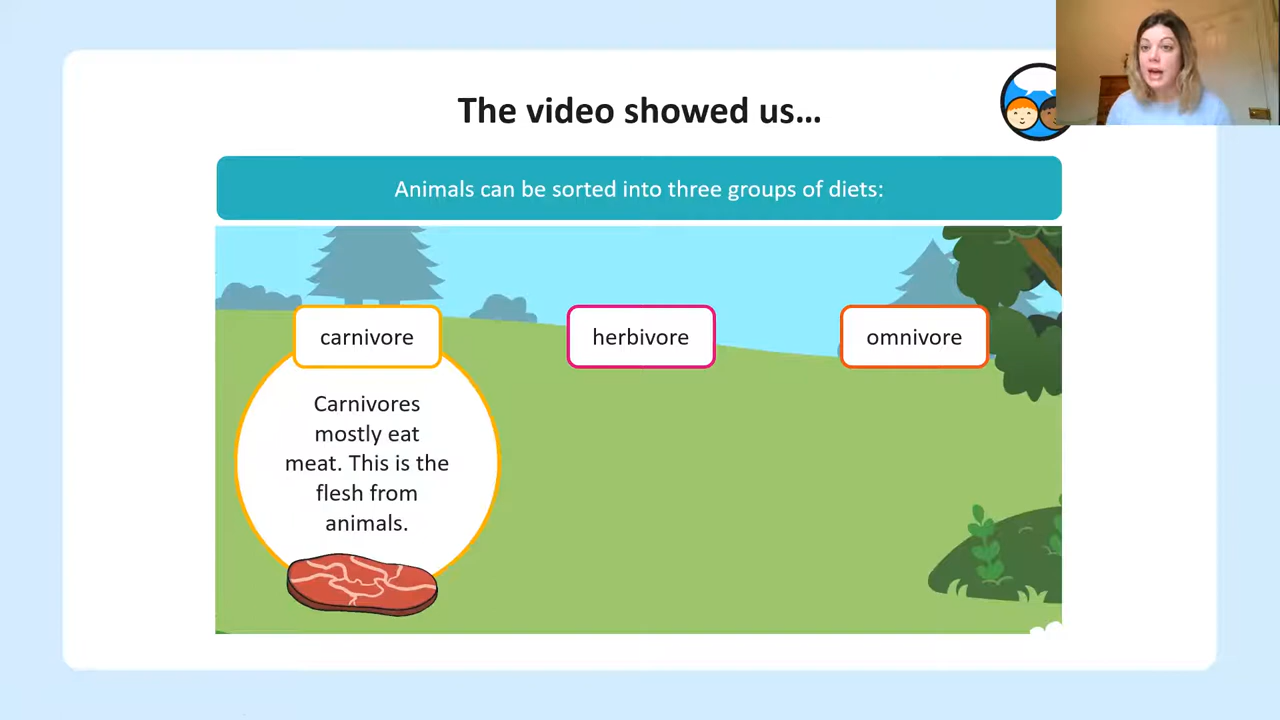 The video showed us...
Animals can be sorted into three groups of diets:
carnivore
herbivore
omnivore
Carnivores
mostly eat
meat. This is the
flesh from
animals.